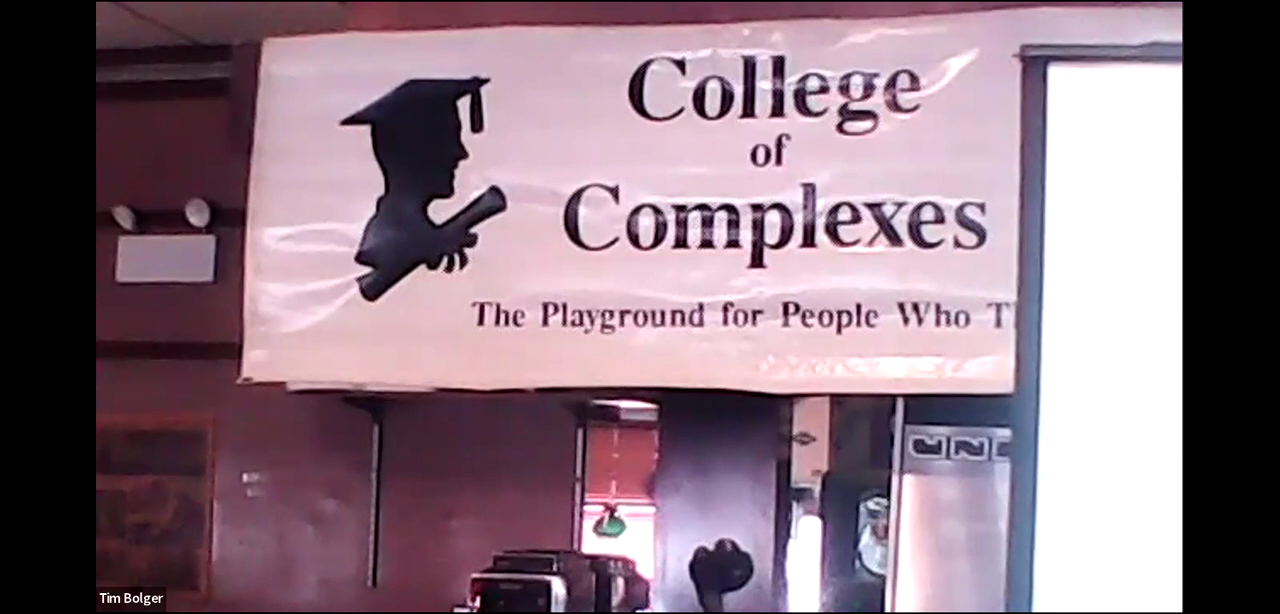 College
of
Complexes
The Playground for People Who T
Tim Bolger